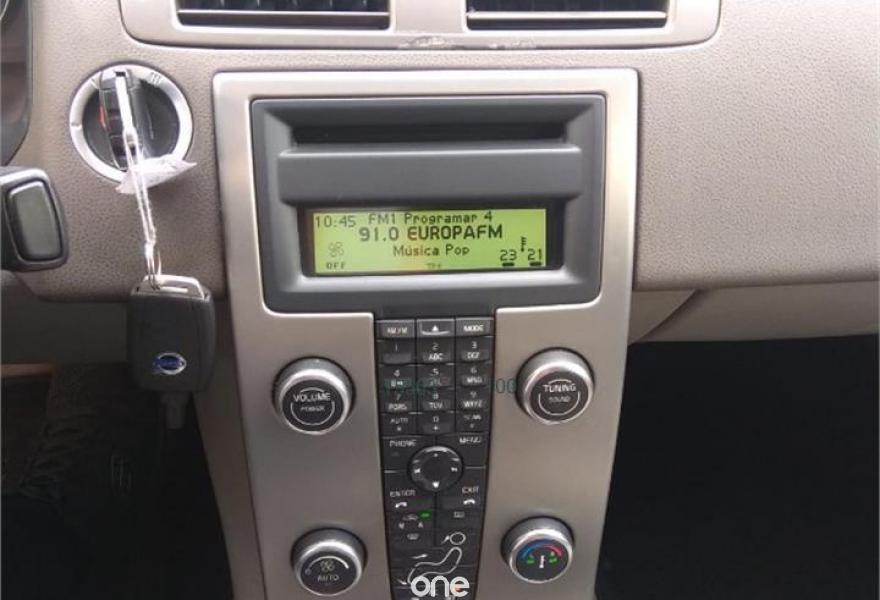 10:45 FM1 Programar 4
91.0 EUROPAFM
Música Pop
OFF 23 21
AM/FM MODE
1 2 ABC 3 DEF
4 5 6 MNO
7 PQRS 8 TUV 9 WXYZ
AUTO 0 + SCAN
VOLUME
POWER
TUNING
SOUND
PHONE MENU
ENTER EXIT
M A
AUTO
one